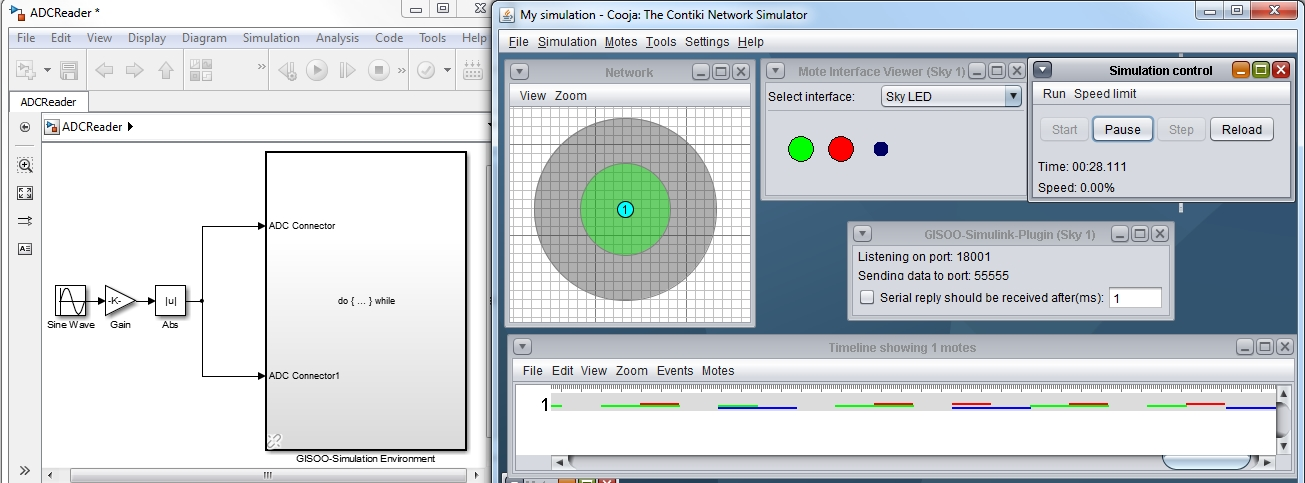 ADCReader *
File Edit View Display Diagram Simulation Analysis Code Tools Help
»
»
ADCReader
ADCReader
ADC Connector
do { ... } while
-K-
|u|
Sine Wave
Gain
Abs
ADC Connector1
GISOO-Simulation Environment
»
My simulation - Cooja: The Contiki Network Simulator
File Simulation Motes Tools Settings Help
Network
View Zoom
1
Mote Interface Viewer (Sky 1)
Select interface:
Sky LED
Simulation control
Run Speed limit
Start Pause Step Reload
Time: 00:28.111
Speed: 0.00%
GISOO-Simulink-Plugin (Sky 1)
Listening on port: 18001
Sending data to port: 55555
Serial reply should be received after(ms): 1
Timeline showing 1 motes
File Edit View Zoom Events Motes
1